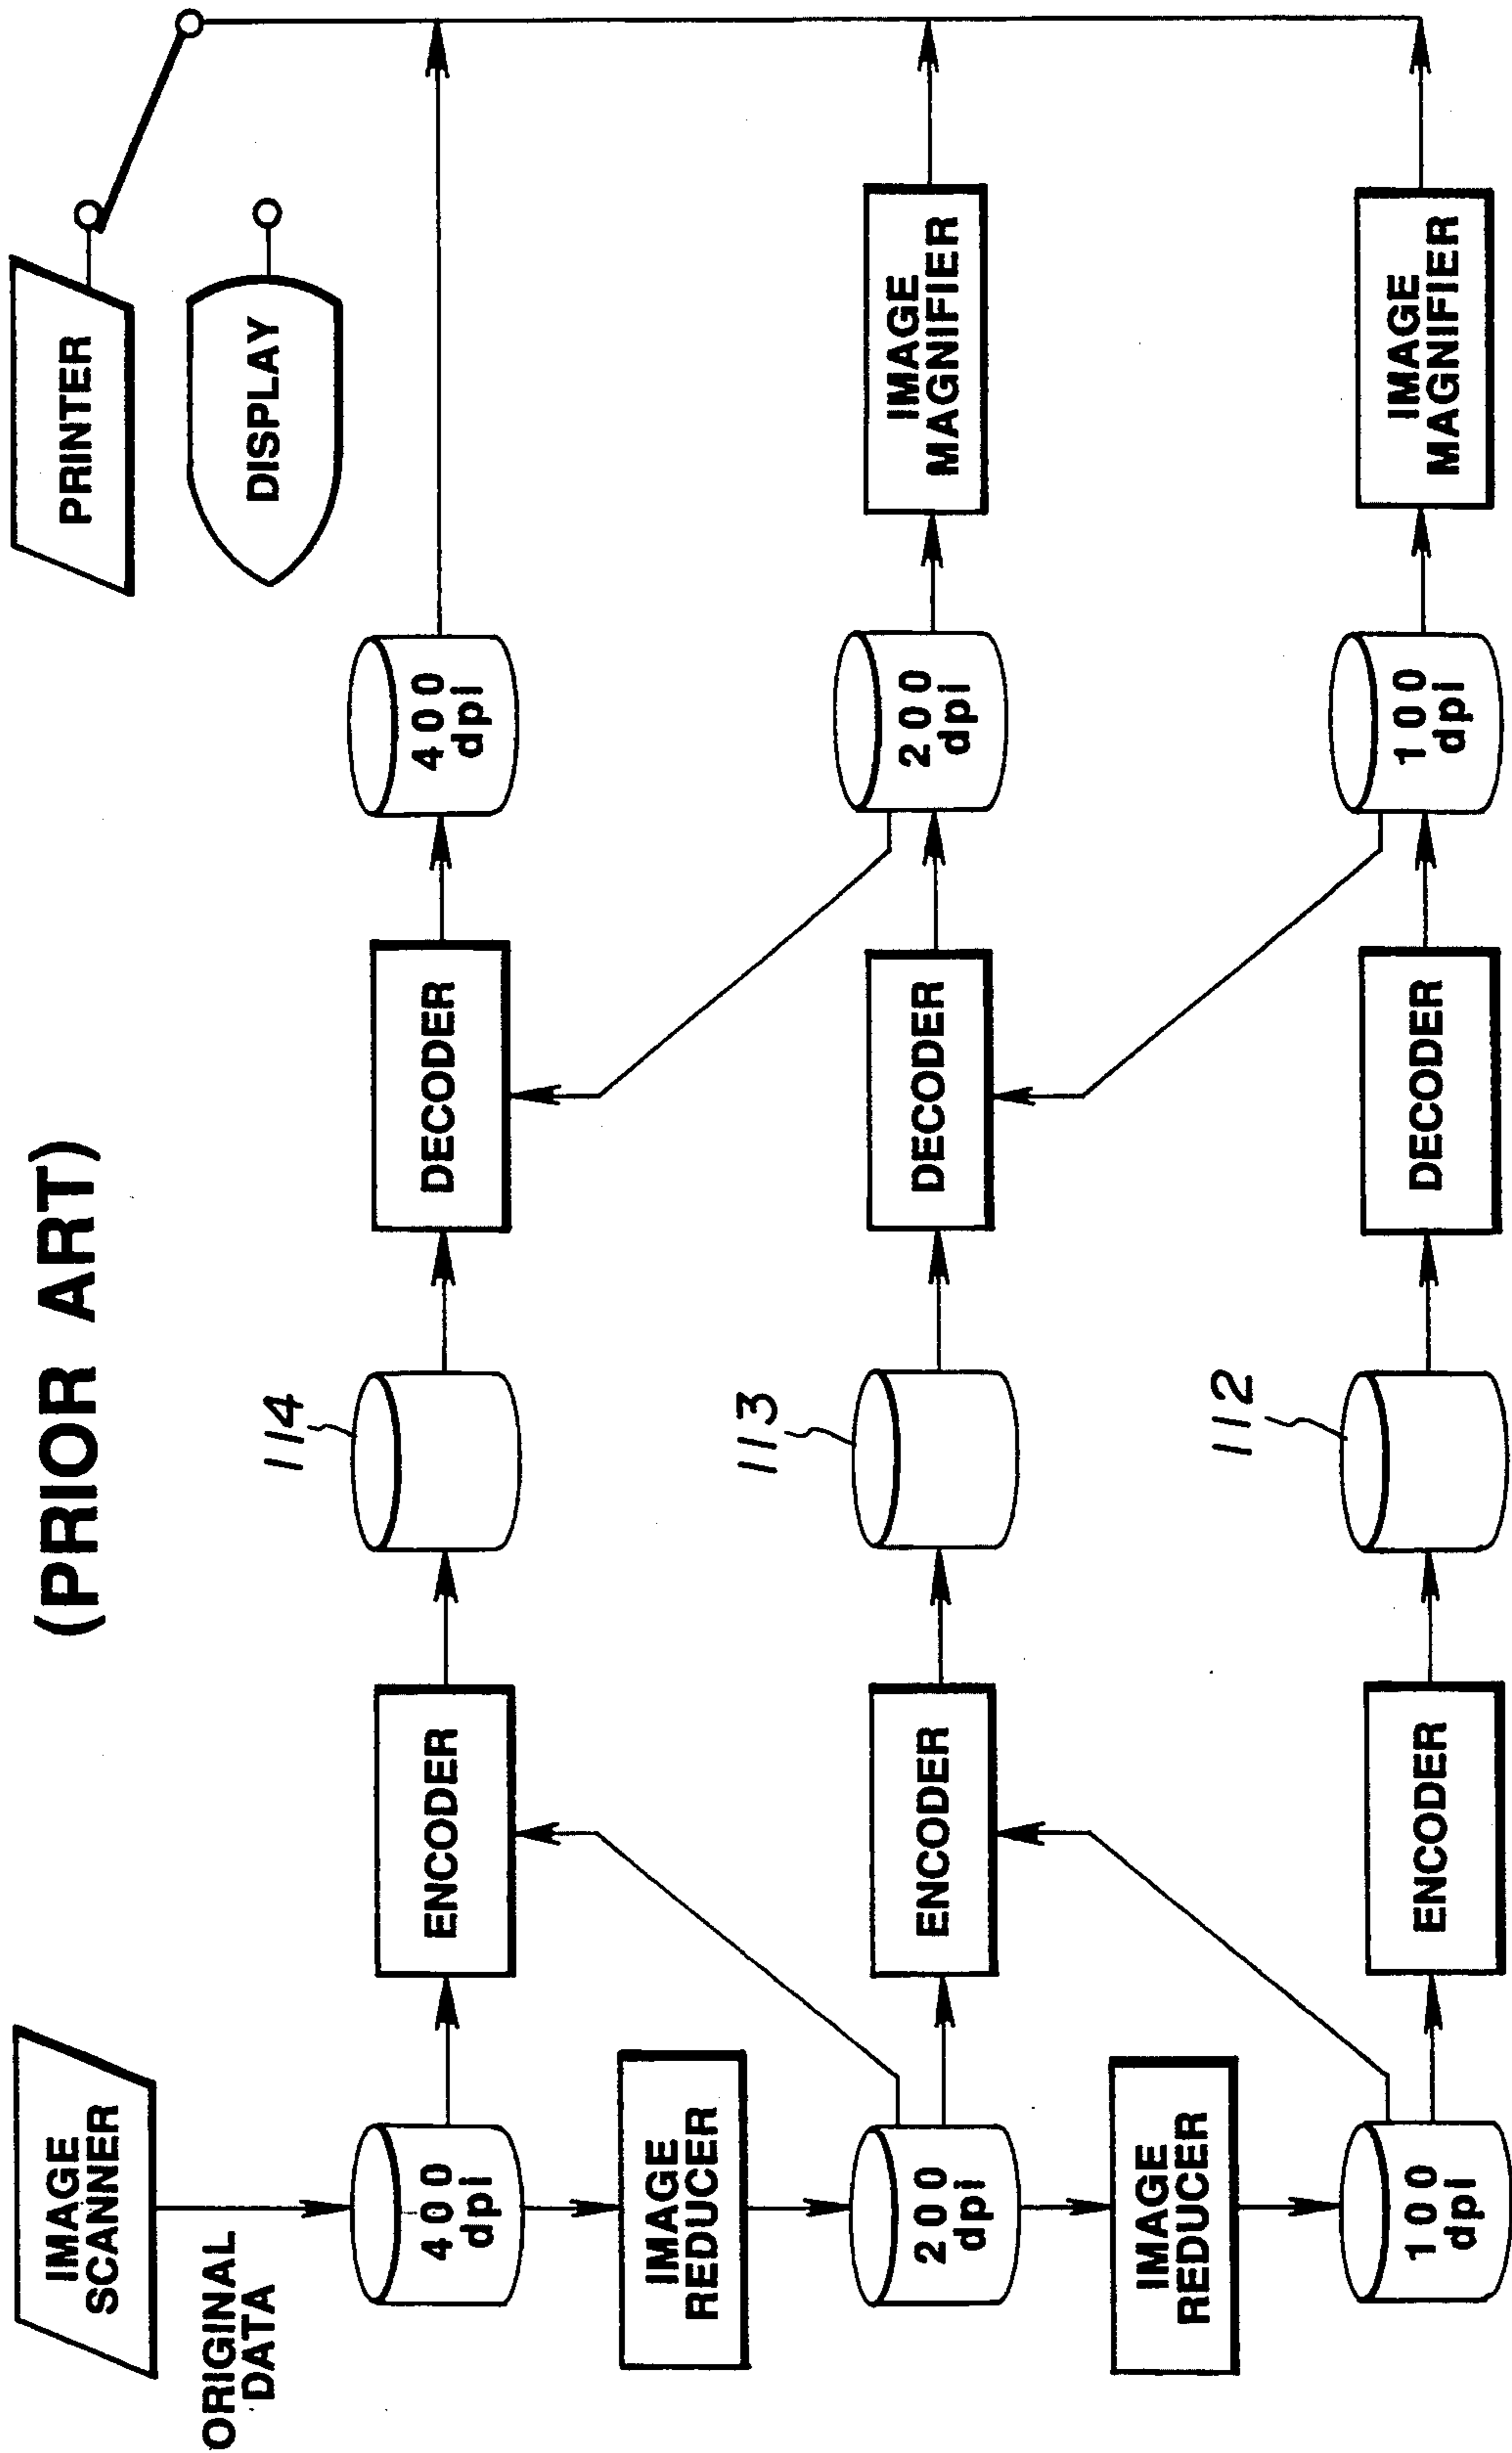 (PRIOR ART)
IMAGE
SCANNER
ORIGINAL
DATA
PRINTER
DISPLAY
400
dpi
ENCODER
114
DECODER
400
dpi
IMAGE
REDUCER
200
dpi
ENCODER
113
DECODER
200
dpi
IMAGE
MAGNIFIER
IMAGE
REDUCER
100
dpi
ENCODER
112
DECODER
100
dpi
IMAGE
MAGNIFIER